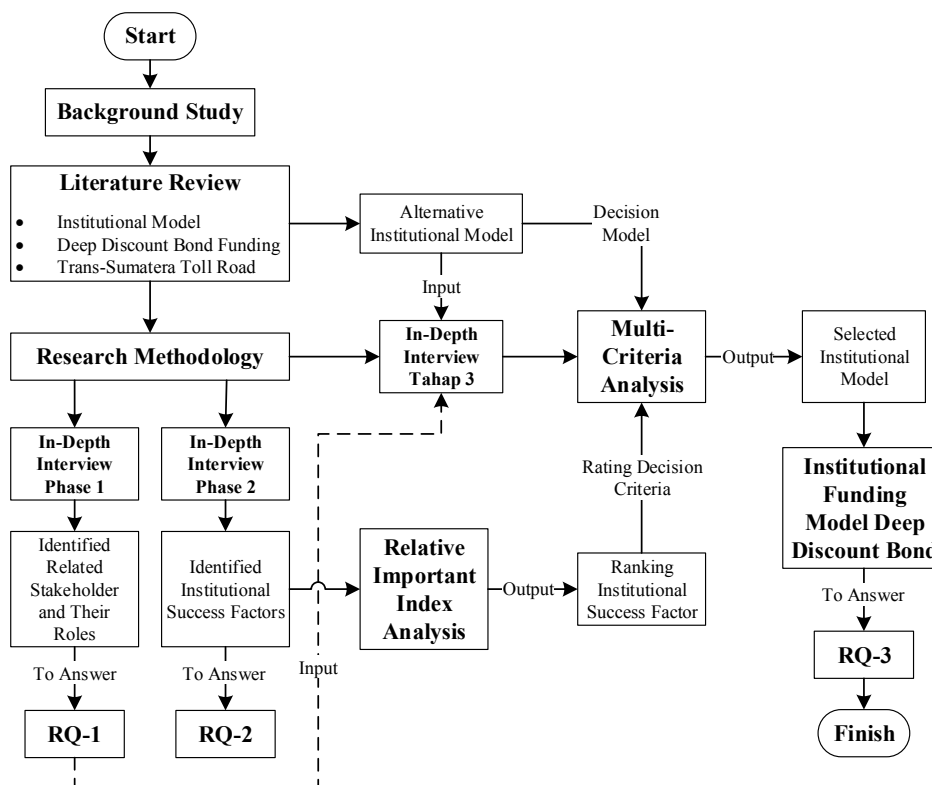 Start
Background Study
Literature Review
• Institutional Model
• Deep Discount Bond Funding
• Trans-Sumatera Toll Road
Alternative
Institutional Model
Decision
Model
Input
Research Methodology
In-Depth
Interview
Tahap 3
Multi-
Criteria
Analysis
Output
Selected
Institutional
Model
In-Depth
Interview
Phase 1
In-Depth
Interview
Phase 2
Rating Decision
Criteria
Institutional
Funding
Model Deep
Discount Bond
Identified
Related
Stakeholder
and Their
Roles
Identified
Institutional
Success Factors
Relative
Important
Index
Analysis
Output
Ranking
Institutional
Success Factor
To Answer
To Answer
Input
To Answer
RQ-1
RQ-2
RQ-3
Finish